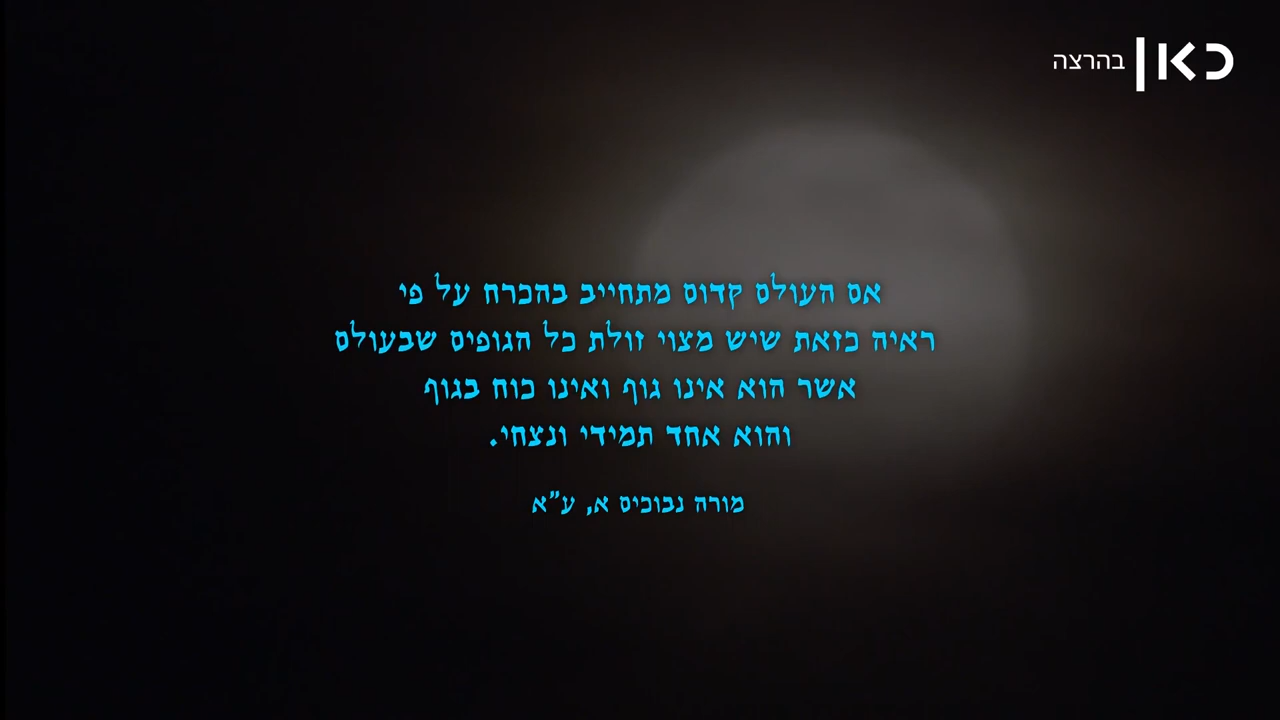 כאן בהרצה
אם העולם קדום מתחייב בהכרח על פי
ראיה כזאת שיש מצוי זולת כל הגופים שבעולם
אשר הוא אינו גוף ואינו כוח בגוף
והוא אחד תמידי ונצחי.
מורה נבוכים א, ע"א